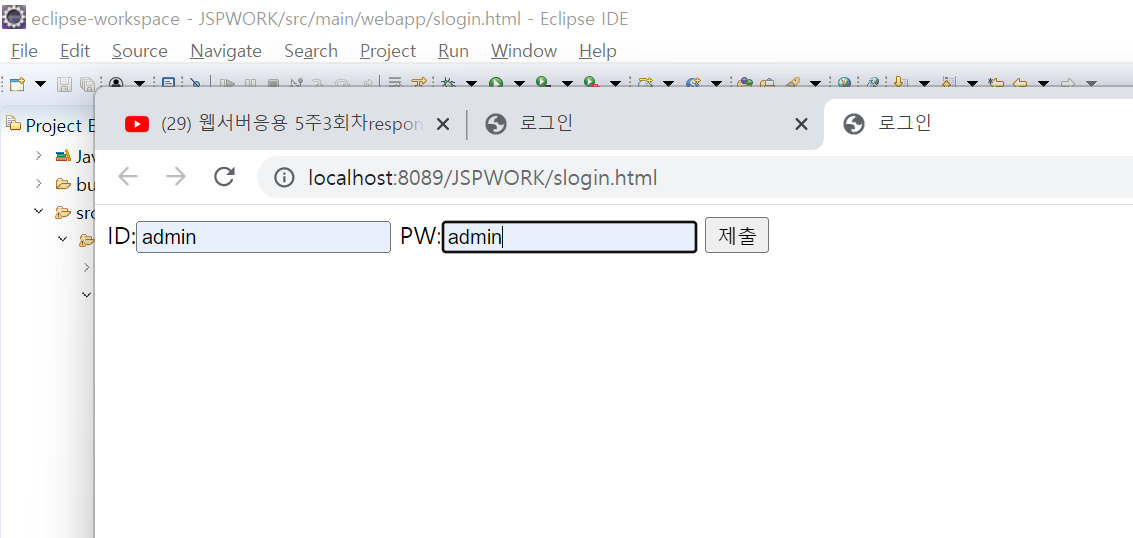 eclipse-workspace - JSPWORK/src/main/webapp/slogin.html - Eclipse IDE
File Edit Source Navigate Search Project Run Window Help
(29) 웹서버응용 5주3회차respon 로그인 로그인
Project E
localhost:8089/JSPWORK/slogin.html
Jav
bu
src
ID: admin PW: admin 제출